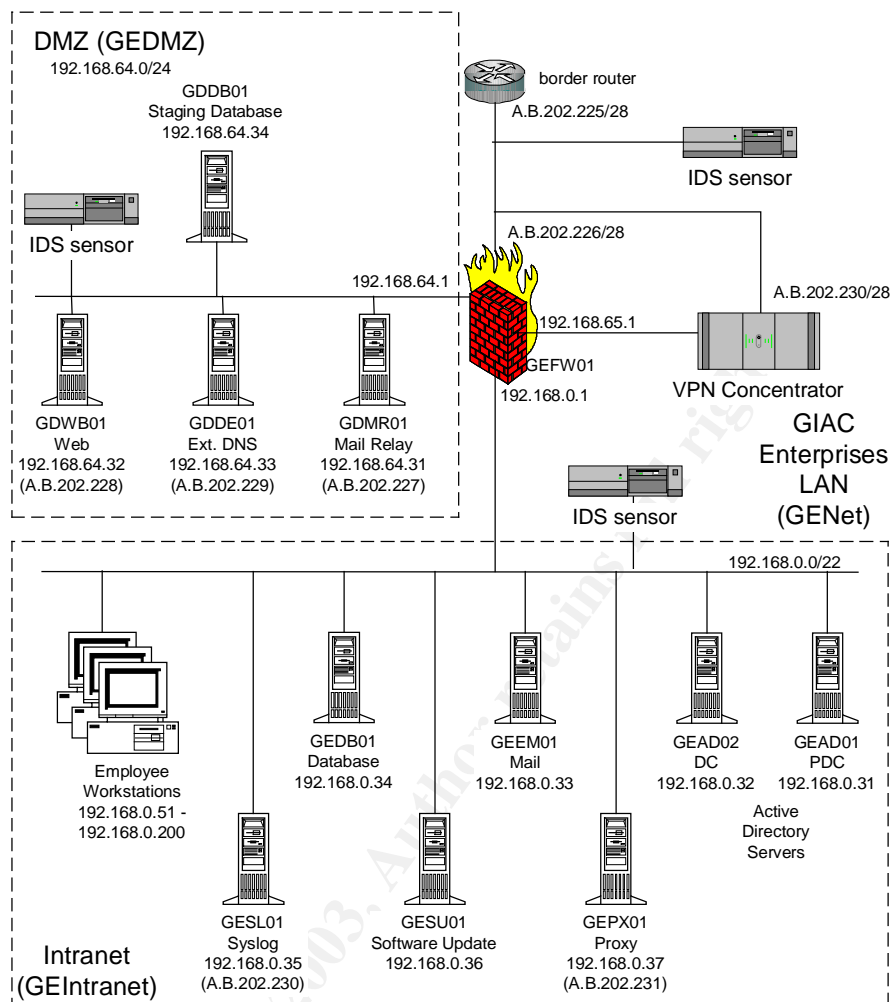 DMZ (GEDMZ)
192.168.64.0/24
GDDB01
Staging Database
192.168.64.34
IDS sensor
192.168.64.1
GDWB01
Web
192.168.64.32
(A.B.202.228)
GDDE01
Ext. DNS
192.168.64.33
(A.B.202.229)
GDMR01
Mail Relay
192.168.64.31
(A.B.202.227)
border router
A.B.202.225/28
IDS sensor
A.B.202.226/28
A.B.202.230/28
192.168.65.1
GEFW01
192.168.0.1
VPN Concentrator
GIAC
Enterprises
LAN
(GENet)
IDS sensor
192.168.0.0/22
Employee
Workstations
192.168.0.51 -
192.168.0.200
GEDB01
Database
192.168.0.34
GEEM01
Mail
192.168.0.33
GEAD02
DC
192.168.0.32
GEAD01
PDC
192.168.0.31
Active
Directory
Servers
GESL01
Syslog
192.168.0.35
(A.B.202.230)
GESU01
Software Update
192.168.0.36
GEPX01
Proxy
192.168.0.37
(A.B.202.231)
Intranet
(GEIntranet)
003, Author retains full rig